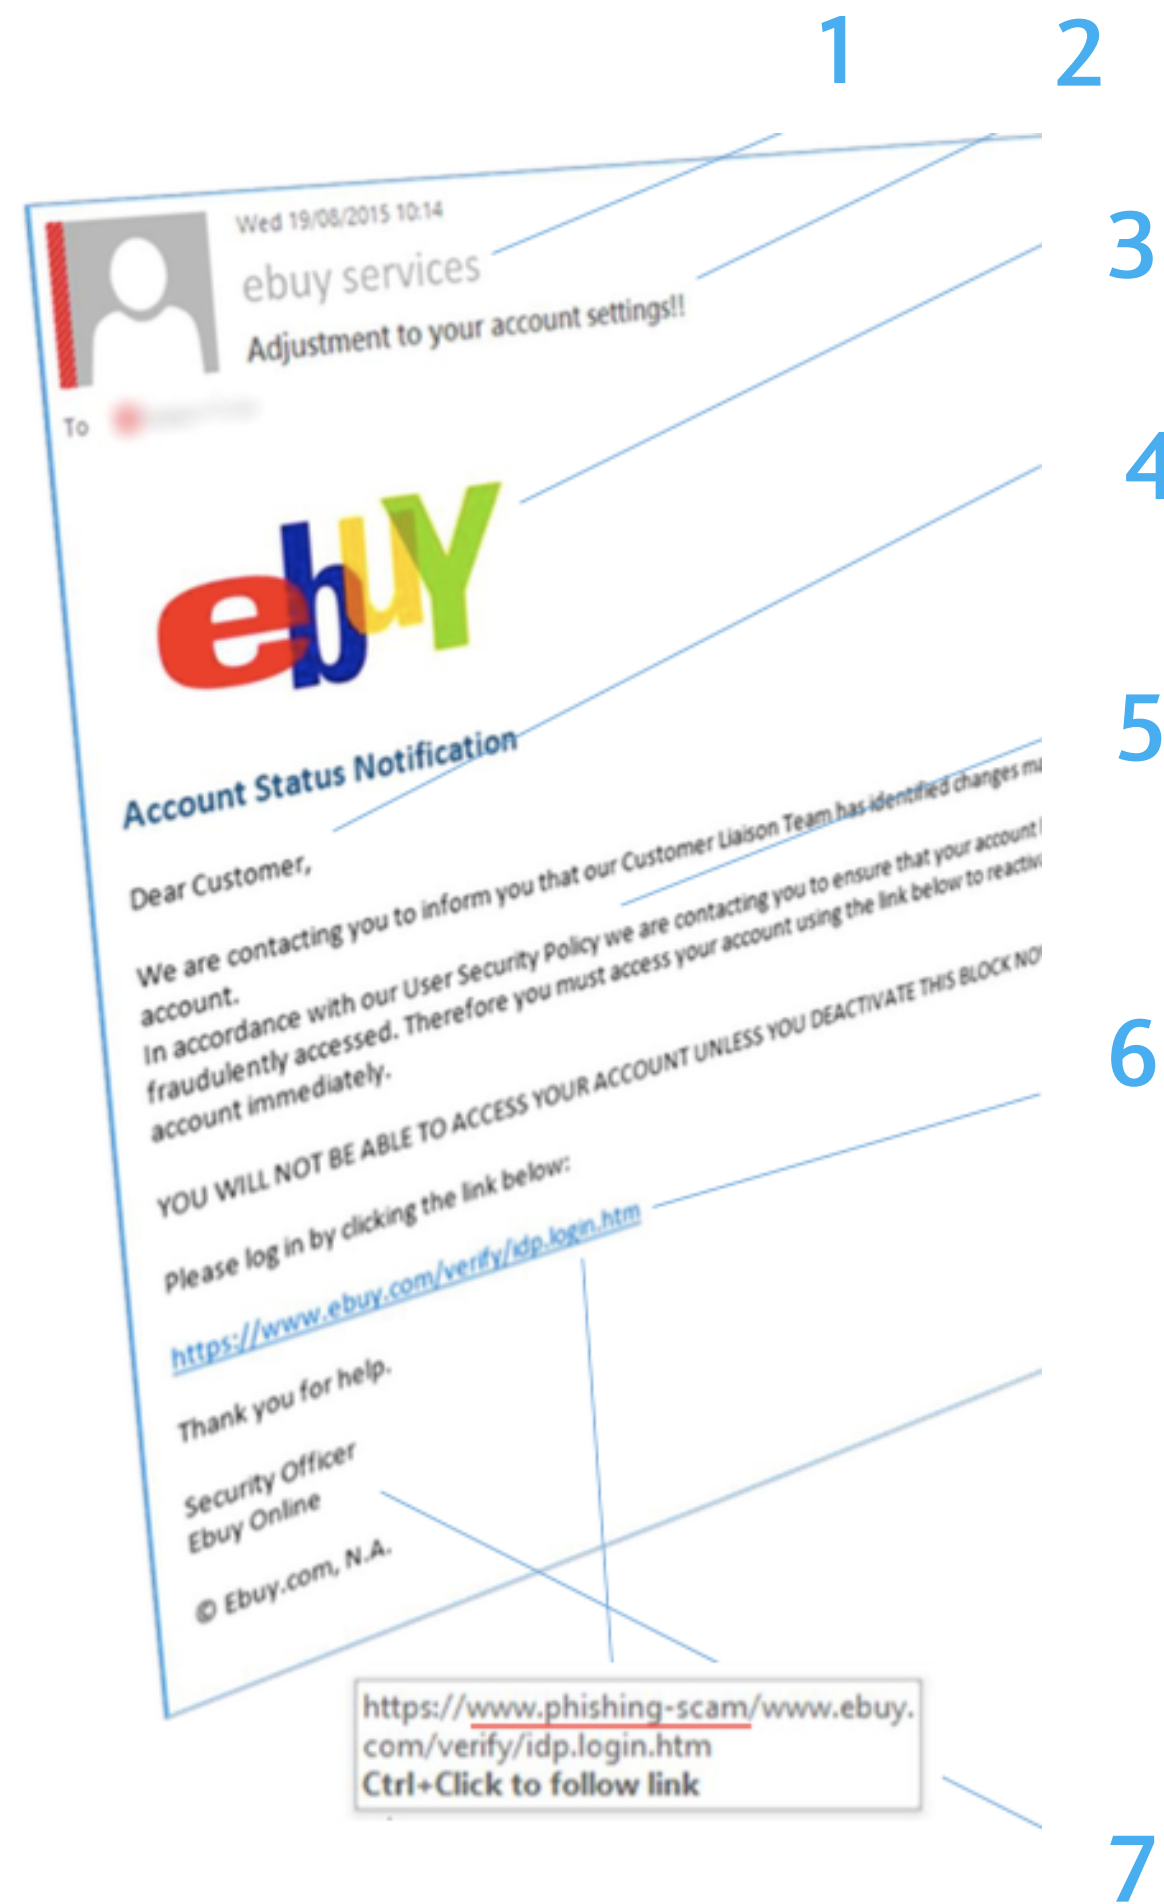 1
2
Wed 19/08/2015 10:14
ebuy services
3
Adjustment to your account settings!!
To
4
ebuY
5
Account Status Notification
Dear Customer,
We are contacting you to inform you that our Customer Liaison Team has identified changes
account.
In accordance with our User Security Policy we are contacting you to ensure that your account
fraudulently accessed. Therefore you must access your account using the link below to
account immediately.
6
YOU WILL NOT BE ABLE TO ACCESS YOUR ACCOUNT UNLESS YOU DEACTIVATE THIS BLOCK
Please log in by clicking the link below:
https://www.ebuy.com/verify/idp.login.htm
Thank you for help.
Security Officer
Ebuy Online
© Ebuy.com, N.A.
https://www.phishing-scam/www.ebuy.
com/verify/idp.login.htm
Ctrl+Click to follow link
7